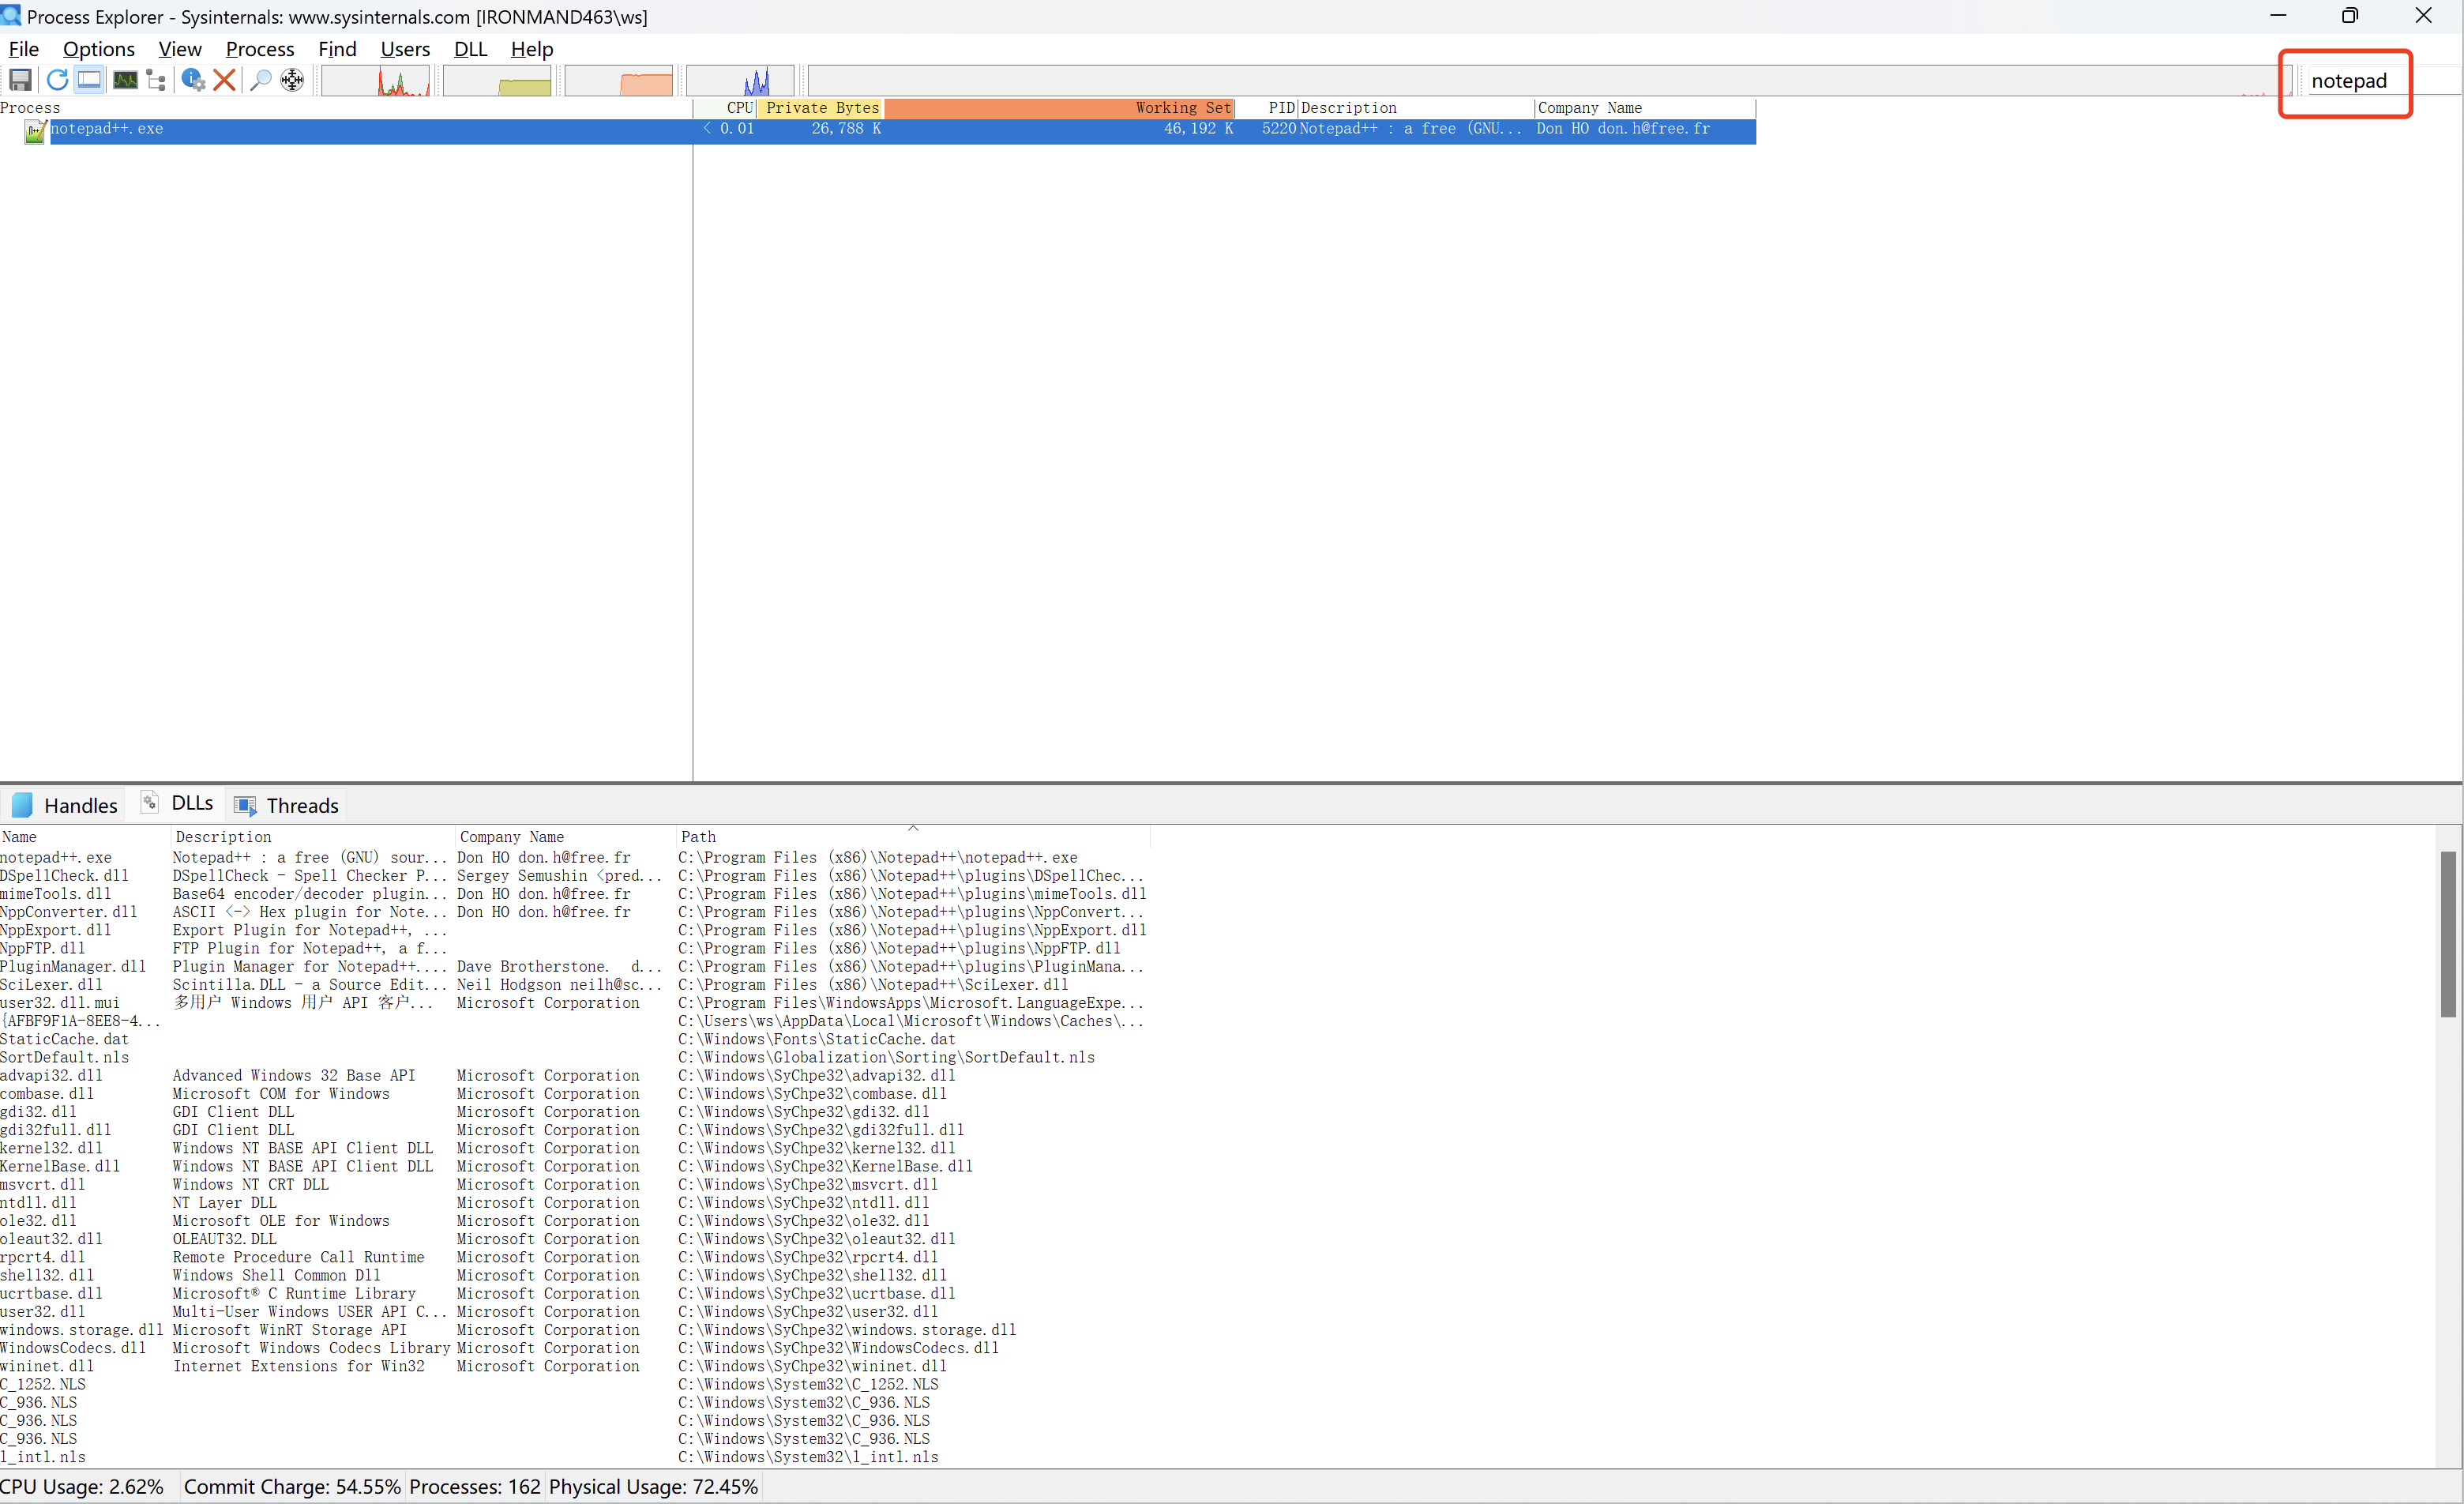 Process Explorer - Sysinternals: www.sysinternals.com [IRONMAND463\ws]
File Options View Process Find Users DLL Help
notepad
Process CPU Private Bytes Working Set PID Description Company Name
notepad++.exe < 0.01 26,788 K 46,192 K 5220 Notepad++ : a free (GNU... Don HO don.h@free.fr
Handles DLLs Threads
Name Description Company Name Path
notepad++.exe Notepad++ : a free (GNU) sour... Don HO don.h@free.fr C:\Program Files (x86)\Notepad++\notepad++.exe
DSpellCheck.dll DSpellCheck - Spell Checker P... Sergey Semushin <pred... C:\Program Files (x86)\Notepad++\plugins\DSpellChec...
mimeTools.dll Base64 encoder/decoder plugin... Don HO don.h@free.fr C:\Program Files (x86)\Notepad++\plugins\mimeTools.dll
NppConverter.dll ASCII <-> Hex plugin for Note... Don HO don.h@free.fr C:\Program Files (x86)\Notepad++\plugins\NppConvert...
NppExport.dll Export Plugin for Notepad++, ... C:\Program Files (x86)\Notepad++\plugins\NppExport.dll
NppFTP.dll FTP Plugin for Notepad++, a f... C:\Program Files (x86)\Notepad++\plugins\NppFTP.dll
PluginManager.dll Plugin Manager for Notepad++.... Dave Brotherstone. d... C:\Program Files (x86)\Notepad++\plugins\PluginMana...
SciLexer.dll Scintilla.DLL - a Source Edit... Neil Hodgson neilh@sc... C:\Program Files (x86)\Notepad++\SciLexer.dll
user32.dll.mui 多用户 Windows 用户 API 客户... Microsoft Corporation C:\Program Files\WindowsApps\Microsoft.LanguageExpe...
{AFBF9F1A-8EE8-4... C:\Users\ws\AppData\Local\Microsoft\Windows\Caches\...
StaticCache.dat C:\Windows\Fonts\StaticCache.dat
SortDefault.nls C:\Windows\Globalization\Sorting\SortDefault.nls
advapi32.dll Advanced Windows 32 Base API Microsoft Corporation C:\Windows\SyChpe32\advapi32.dll
combase.dll Microsoft COM for Windows Microsoft Corporation C:\Windows\SyChpe32\combase.dll
gdi32.dll GDI Client DLL Microsoft Corporation C:\Windows\SyChpe32\gdi32.dll
gdi32full.dll GDI Client DLL Microsoft Corporation C:\Windows\SyChpe32\gdi32full.dll
kernel32.dll Windows NT BASE API Client DLL Microsoft Corporation C:\Windows\SyChpe32\kernel32.dll
KernelBase.dll Windows NT BASE API Client DLL Microsoft Corporation C:\Windows\SyChpe32\KernelBase.dll
msvcrt.dll Windows NT CRT DLL Microsoft Corporation C:\Windows\SyChpe32\msvcrt.dll
ntdll.dll NT Layer DLL Microsoft Corporation C:\Windows\SyChpe32\ntdll.dll
ole32.dll Microsoft OLE for Windows Microsoft Corporation C:\Windows\SyChpe32\ole32.dll
oleaut32.dll OLEAUT32.DLL Microsoft Corporation C:\Windows\SyChpe32\oleaut32.dll
rpcrt4.dll Remote Procedure Call Runtime Microsoft Corporation C:\Windows\SyChpe32\rpcrt4.dll
shell32.dll Windows Shell Common Dll Microsoft Corporation C:\Windows\SyChpe32\shell32.dll
ucrtbase.dll Microsoft® C Runtime Library Microsoft Corporation C:\Windows\SyChpe32\ucrtbase.dll
user32.dll Multi-User Windows USER API C... Microsoft Corporation C:\Windows\SyChpe32\user32.dll
windows.storage.dll Microsoft WinRT Storage API Microsoft Corporation C:\Windows\SyChpe32\windows.storage.dll
WindowsCodecs.dll Microsoft Windows Codecs Library Microsoft Corporation C:\Windows\SyChpe32\WindowsCodecs.dll
wininet.dll Internet Extensions for Win32 Microsoft Corporation C:\Windows\SyChpe32\wininet.dll
C_1252.NLS C:\Windows\System32\C_1252.NLS
C_936.NLS C:\Windows\System32\C_936.NLS
C_936.NLS C:\Windows\System32\C_936.NLS
C_936.NLS C:\Windows\System32\C_936.NLS
l_intl.nls C:\Windows\System32\l_intl.nls
CPU Usage: 2.62% Commit Charge: 54.55% Processes: 162 Physical Usage: 72.45%